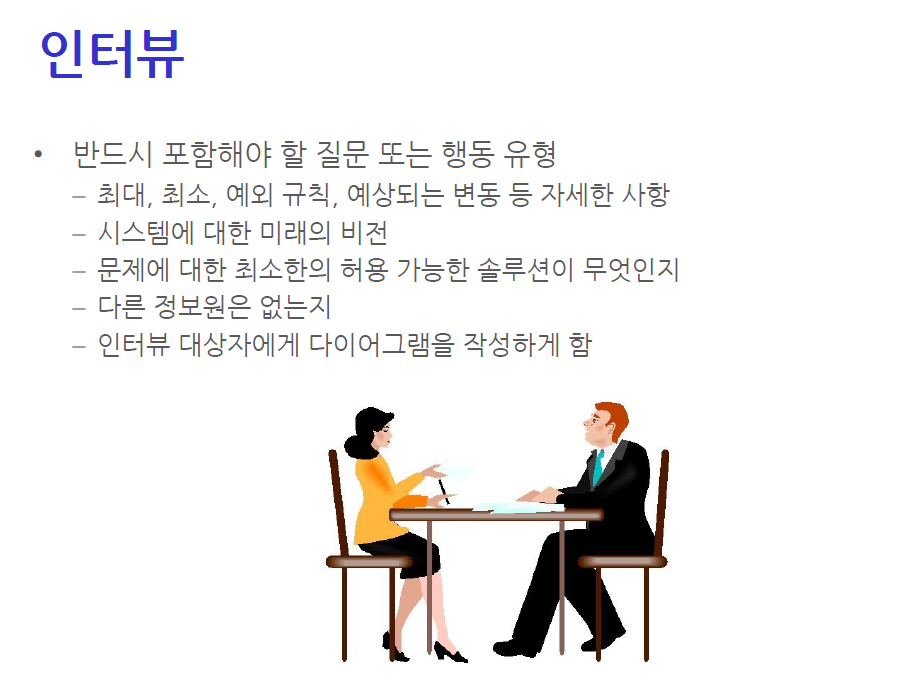 인터뷰
• 반드시 포함해야 할 질문 또는 행동 유형
– 최대, 최소, 예외 규칙, 예상되는 변동 등 자세한 사항
– 시스템에 대한 미래의 비전
– 문제에 대한 최소한의 허용 가능한 솔루션이 무엇인지
– 다른 정보원은 없는지
– 인터뷰 대상자에게 다이어그램을 작성하게 함